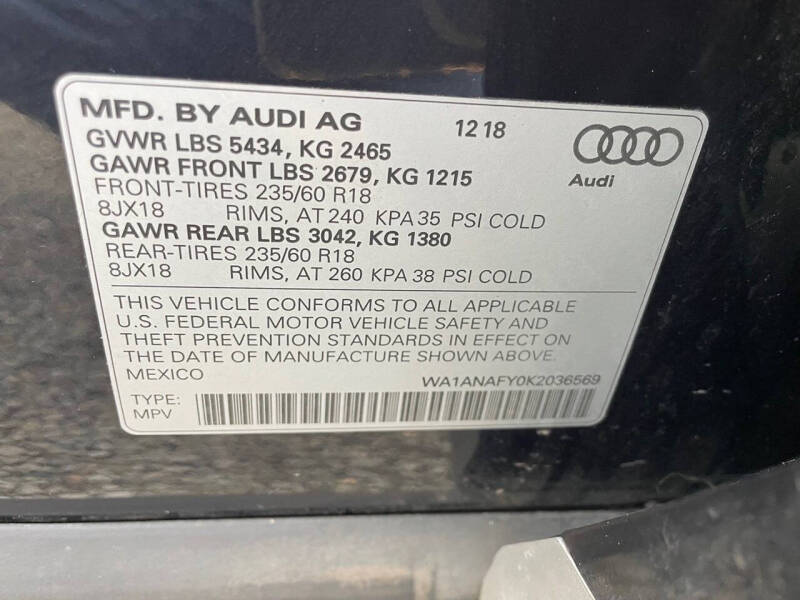 MFD. BY AUDI AG 12 18
GVWR LBS 5434, KG 2465
GAWR FRONT LBS 2679, KG 1215
FRONT-TIRES 235/60 R18
8JX18 RIMS, AT 240 KPA 35 PSI COLD
GAWR REAR LBS 3042, KG 1380
REAR-TIRES 235/60 R18
8JX18 RIMS, AT 260 KPA 38 PSI COLD
Audi
THIS VEHICLE CONFORMS TO ALL APPLICABLE
U.S. FEDERAL MOTOR VEHICLE SAFETY AND
THEFT PREVENTION STANDARDS IN EFFECT ON
THE DATE OF MANUFACTURE SHOWN ABOVE.
MEXICO WA1ANAFY0K2036569
TYPE:
MPV